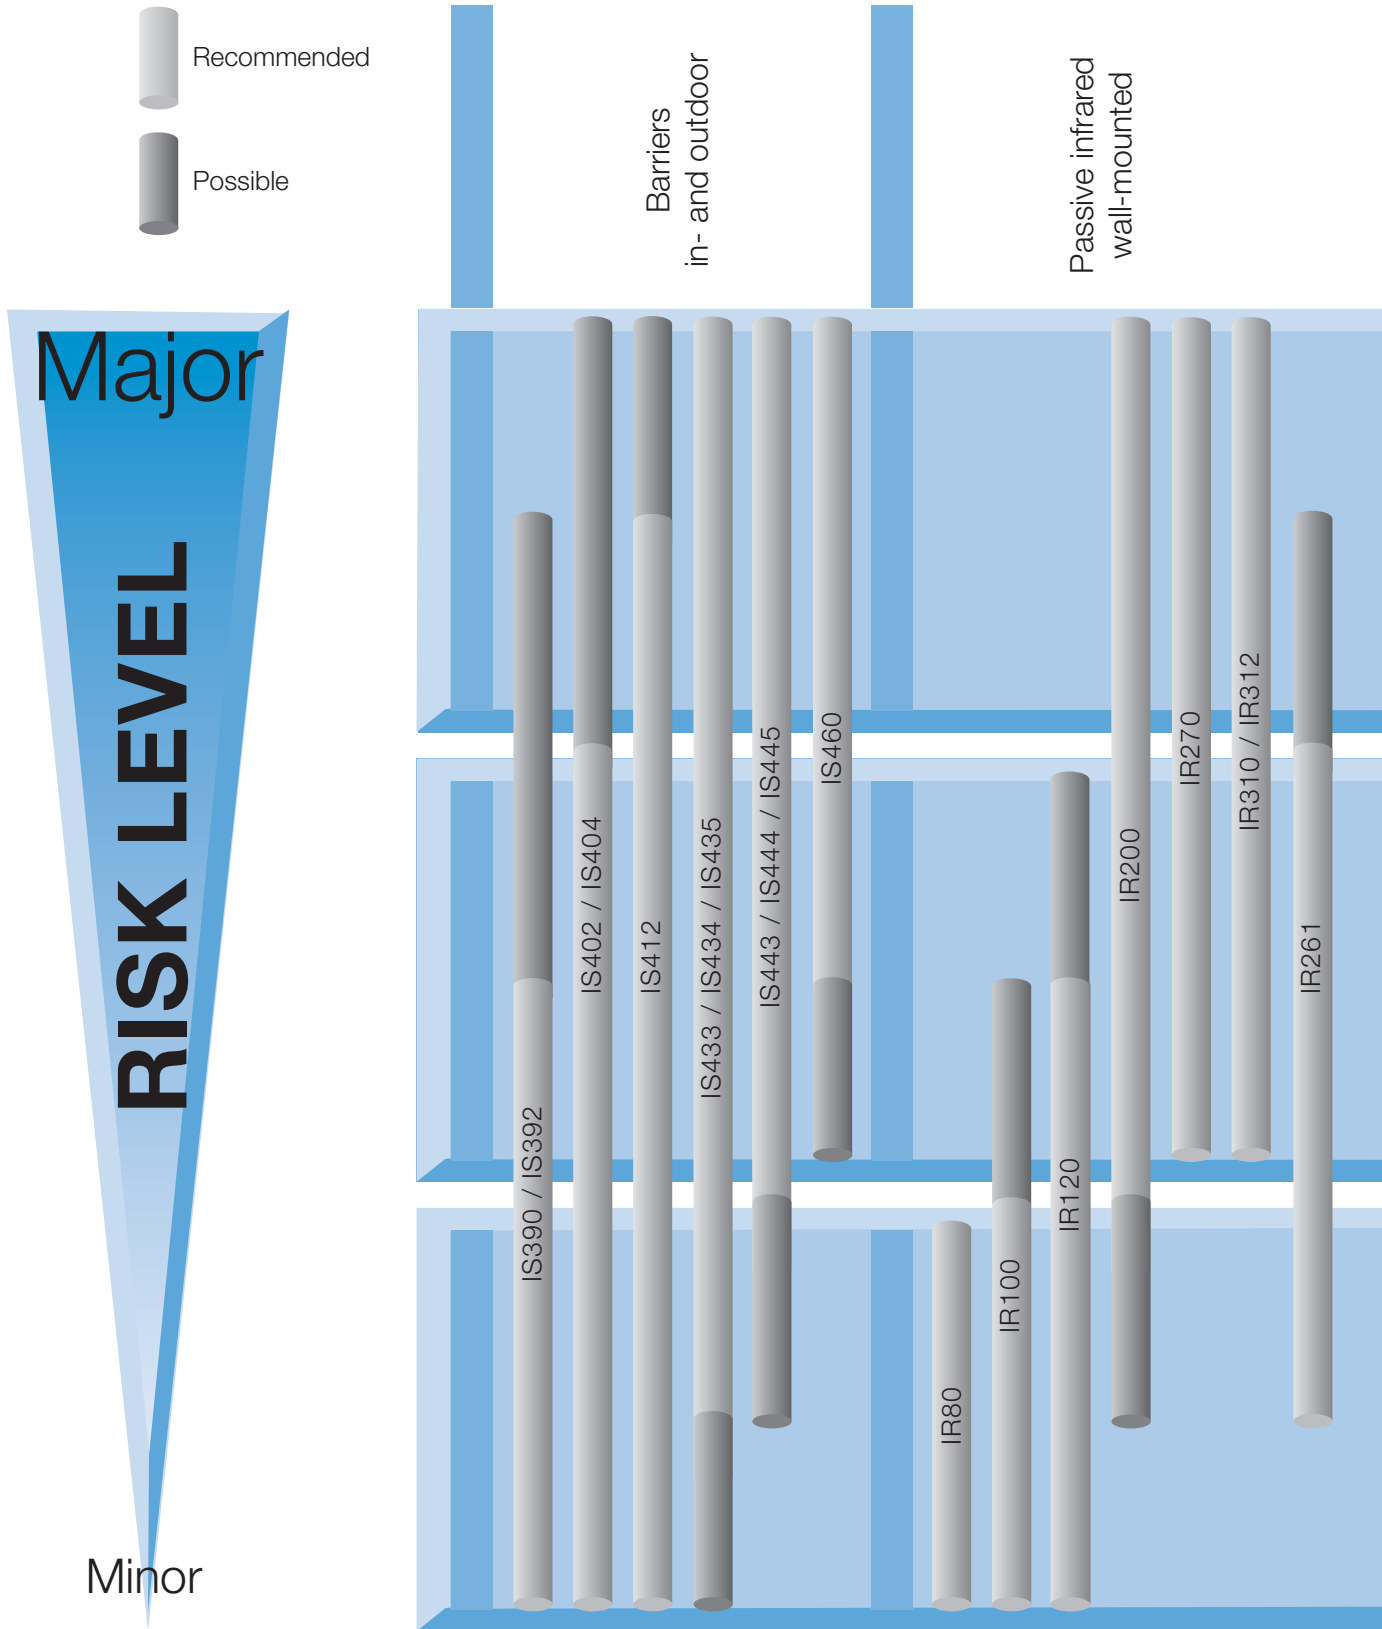 Recommended
Possible
Barriers
in- and outdoor
Passive infrared
wall-mounted
Major
RISK LEVEL
Minor
IS390 / IS392
IS402 / IS404
IS412
IS433 / IS434 / IS435
IS443 / IS444 / IS445
IS460
IR80
IR100
IR120
IR200
IR270
IR310 / IR312
IR261